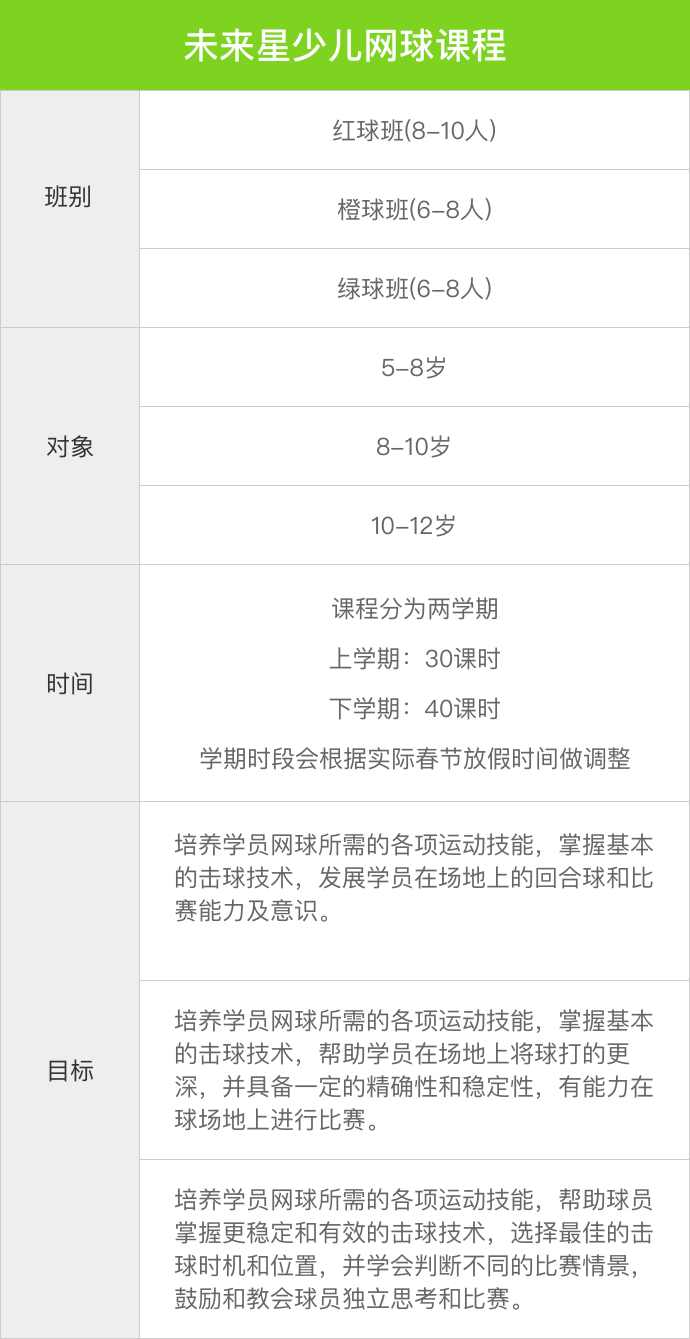 未来星少儿网球课程
班别
红球班(8–10人)
橙球班(6–8人)
绿球班(6–8人)
对象
5–8岁
8–10岁
10–12岁
时间
课程分为两学期
上学期：30课时
下学期：40课时
学期时段会根据实际春节放假时间做调整
目标
培养学员网球所需的各项运动技能，掌握基本
的击球技术，发展学员在场地上的回合球和比
赛能力及意识。
培养学员网球所需的各项运动技能，掌握基本
的击球技术，帮助学员在场地上将球打的更
深，并具备一定的精确性和稳定性，有能力在
球场地上进行比赛。
培养学员网球所需的各项运动技能，帮助球员
掌握更稳定和有效的击球技术，选择最佳的击
球时机和位置，并学会判断不同的比赛情景，
鼓励和教会球员独立思考和比赛。